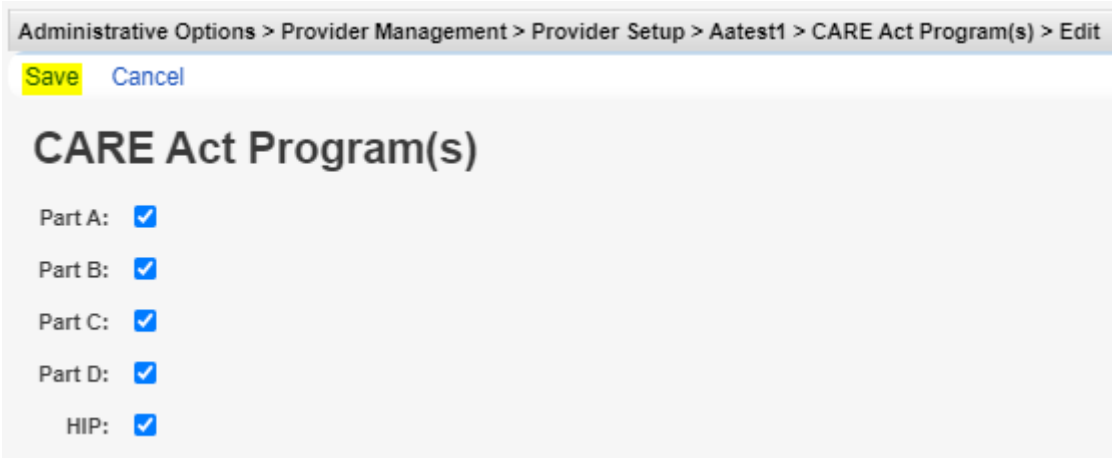 Administrative Options > Provider Management > Provider Setup > Aatest1 > CARE Act Program(s) > Edit
Save Cancel
CARE Act Program(s)
Part A:
Part B:
Part C:
Part D:
HIP: